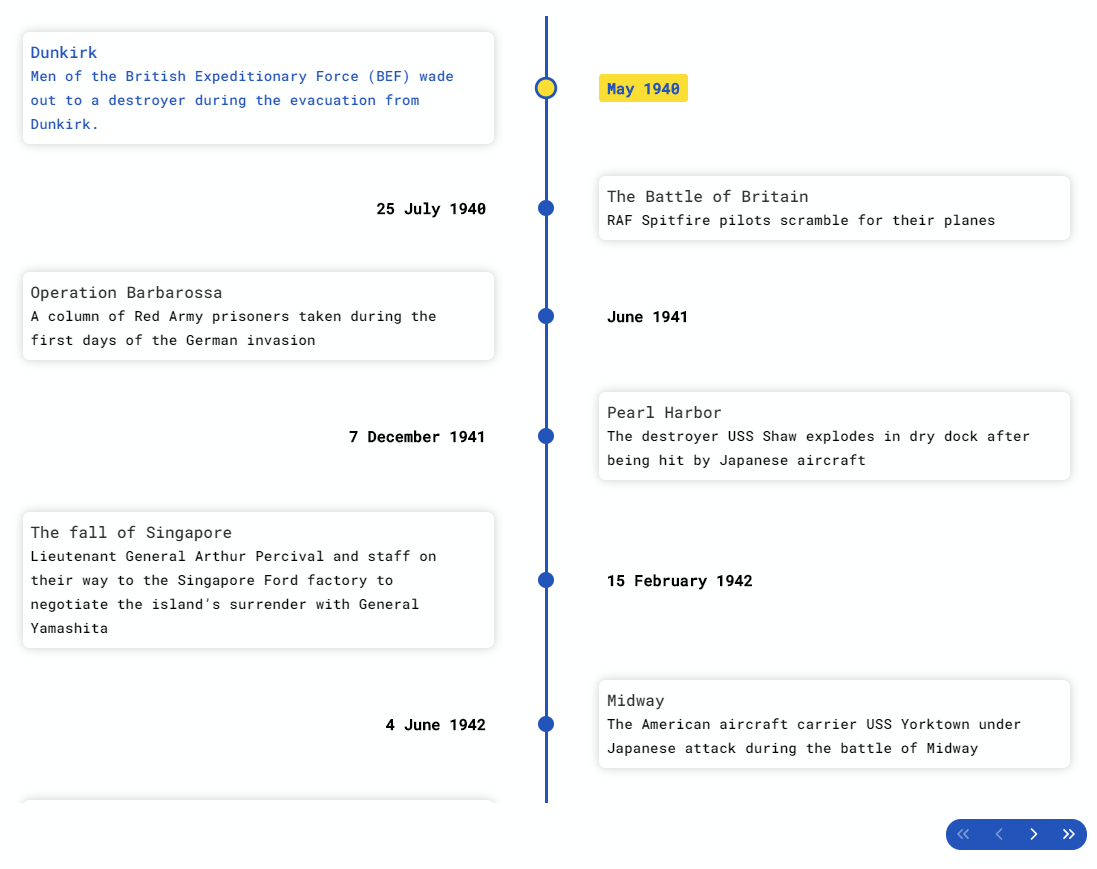 Dunkirk
Men of the British Expeditionary Force (BEF) wade
out to a destroyer during the evacuation from
Dunkirk.
May 1940
25 July 1940
The Battle of Britain
RAF Spitfire pilots scramble for their planes
Operation Barbarossa
A column of Red Army prisoners taken during the
first days of the German invasion
June 1941
7 December 1941
Pearl Harbor
The destroyer USS Shaw explodes in dry dock after
being hit by Japanese aircraft
The fall of Singapore
Lieutenant General Arthur Percival and staff on
their way to the Singapore Ford factory to
negotiate the island's surrender with General
Yamashita
15 February 1942
4 June 1942
Midway
The American aircraft carrier USS Yorktown under
Japanese attack during the battle of Midway